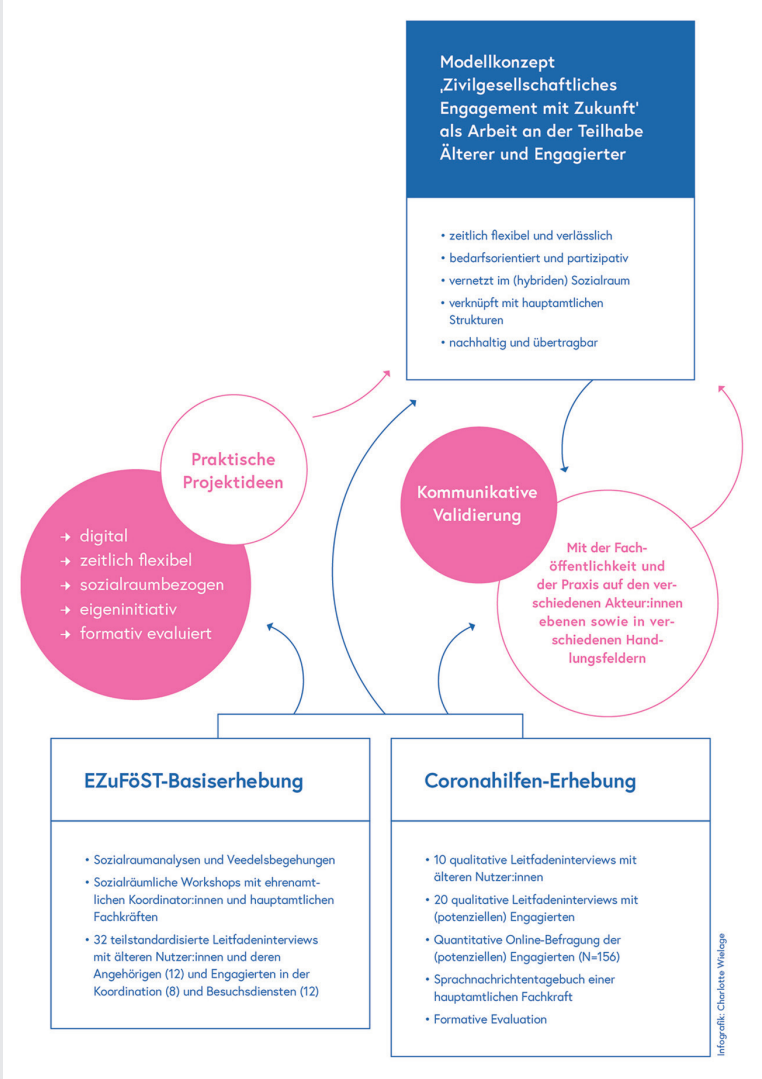 Modellkonzept
‚Zivilgesellschaftliches
Engagement mit Zukunft‘
als Arbeit an der Teilhabe
Älterer und Engagierter
• zeitlich flexibel und verlässlich
• bedarfsorientiert und partizipativ
• vernetzt im (hybriden) Sozialraum
• verknüpft mit hauptamtlichen
Strukturen
• nachhaltig und übertragbar
Praktische
Projektideen
→ digital
→ zeitlich flexibel
→ sozialraumbezogen
→ eigeninitiativ
→ formativ evaluiert
Kommunikative
Validierung
Mit der Fach-
öffentlichkeit und
der Praxis auf den ver-
schiedenen Akteur:innen
ebenen sowie in ver-
schiedenen Hand-
lungsfeldern
EZuFöST-Basiserhebung
• Sozialraumanalysen und Veedelsbegehungen
• Sozialräumliche Workshops mit ehrenamt-
lichen Koordinator:innen und hauptamtlichen
Fachkräften
• 32 teilstandardisierte Leitfadeninterviews
mit älteren Nutzer:innen und deren
Angehörigen (12) und Engagierten in der
Koordination (8) und Besuchsdiensten (12)
Coronahilfen-Erhebung
• 10 qualitative Leitfadeninterviews mit
älteren Nutzer:innen
• 20 qualitative Leitfadeninterviews mit
(potenziellen) Engagierten
• Quantitative Online-Befragung der
(potenziellen) Engagierten (N=156)
• Sprachnachrichtentagebuch einer
hauptamtlichen Fachkraft
• Formative Evaluation
Infografik: Charlotte Wielage